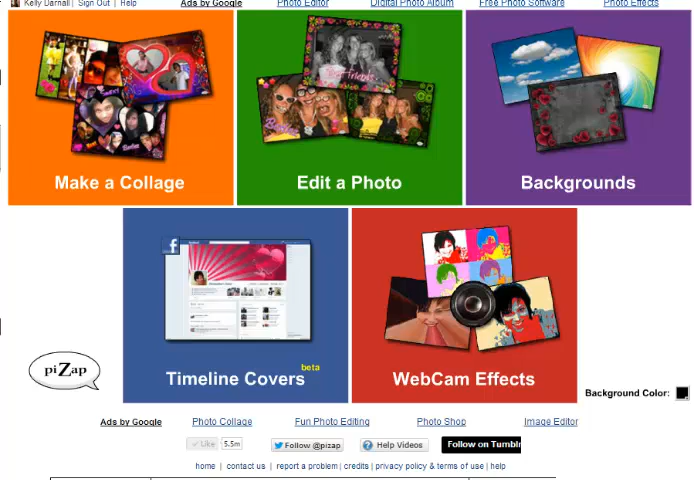 Kelly Darnall | Sign Out | Help
Ads by Google Photo Editor Digital Photo Album Free Photo Software Photo Effects
Best Friends
Make a Collage Edit a Photo Backgrounds
f
Timeline Covers beta WebCam Effects
piZap
Background Color:
Ads by Google Photo Collage Fun Photo Editing Photo Shop Image Editor
Like 5.5m Follow @pizap Help Videos Follow on Tumblr
home | contact us | report a problem | credits | privacy policy & terms of use | help